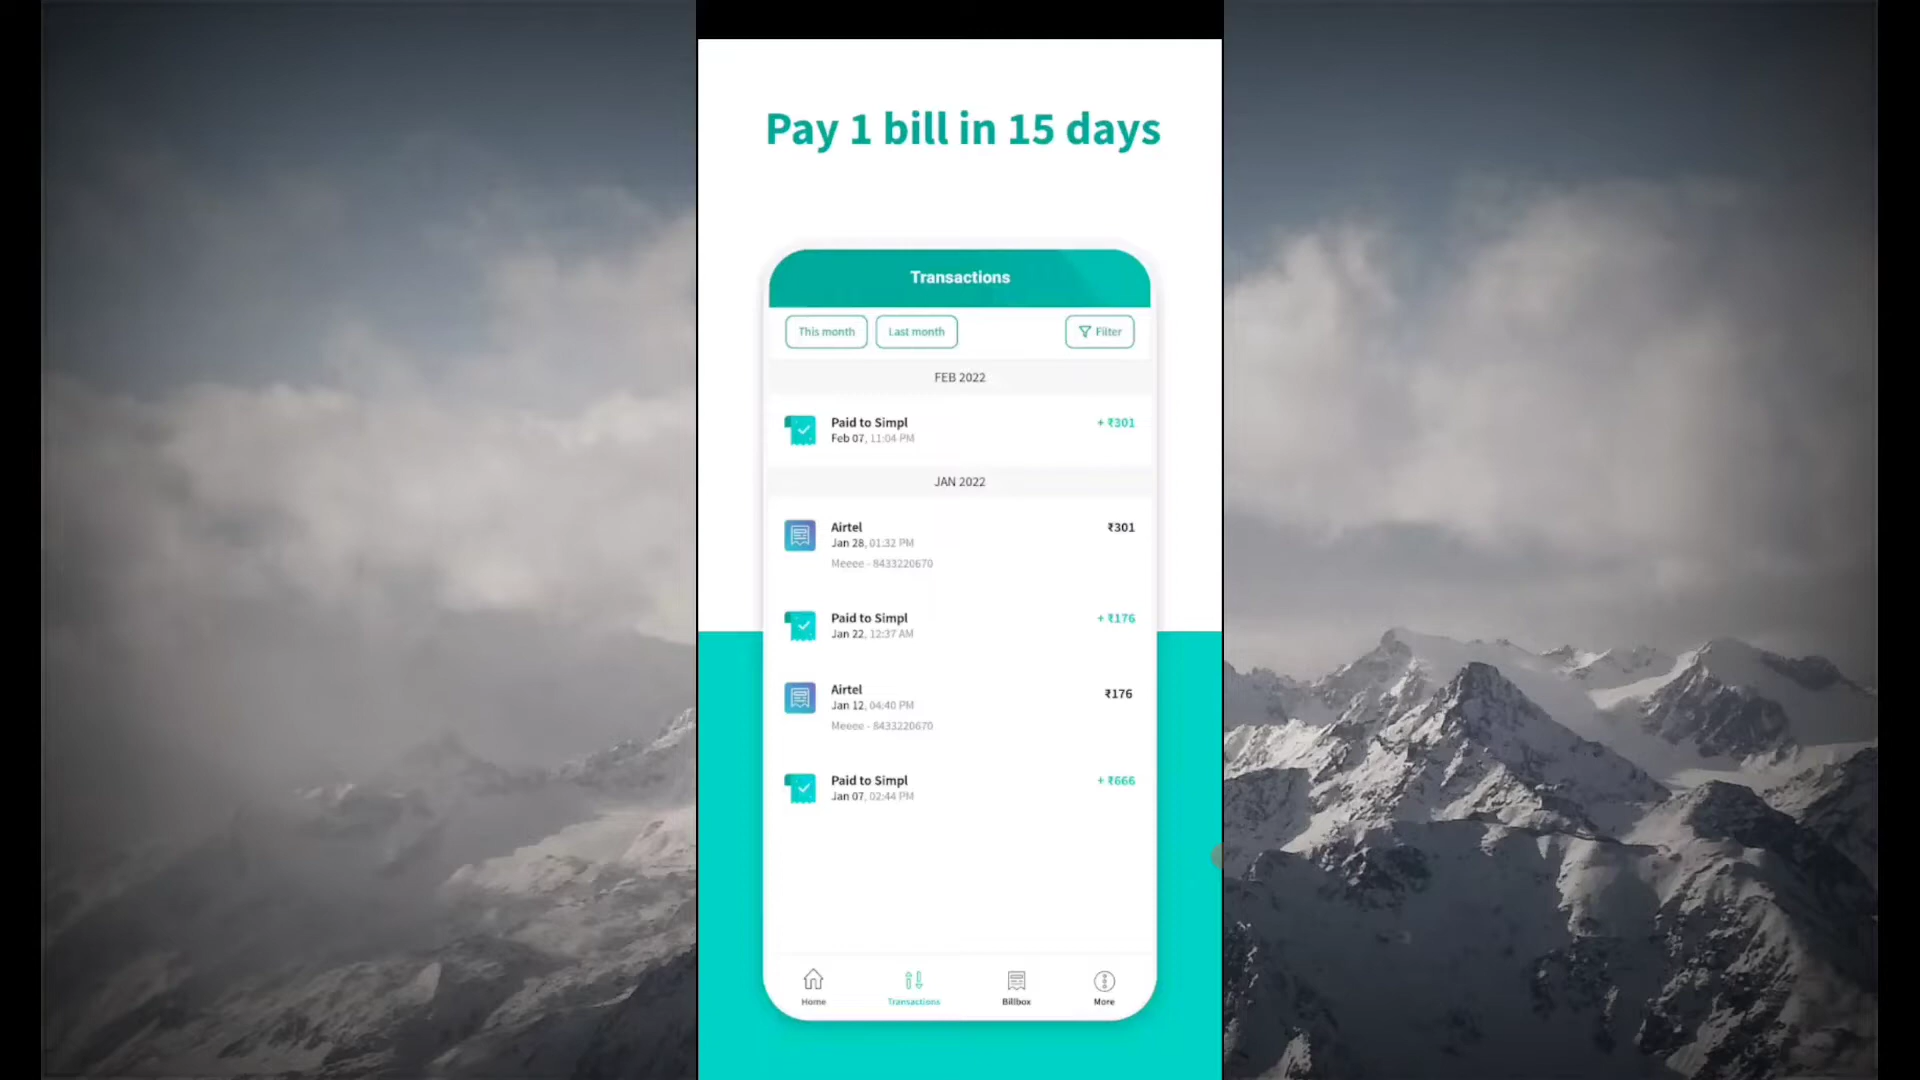 Pay 1 bill in 15 days
Transactions
This month
Last month
Filter
FEB 2022
Paid to Simpl
+ ₹301
Feb 07, 11:04 PM
JAN 2022
Airtel
₹301
Jan 28, 01:32 PM
Meeee - 8433220670
Paid to Simpl
+ ₹176
Jan 22, 12:37 AM
Airtel
₹176
Jan 12, 04:40 PM
Meeee - 8433220670
Paid to Simpl
+ ₹666
Jan 07, 02:44 PM
Home
Transactions
Billbox
More